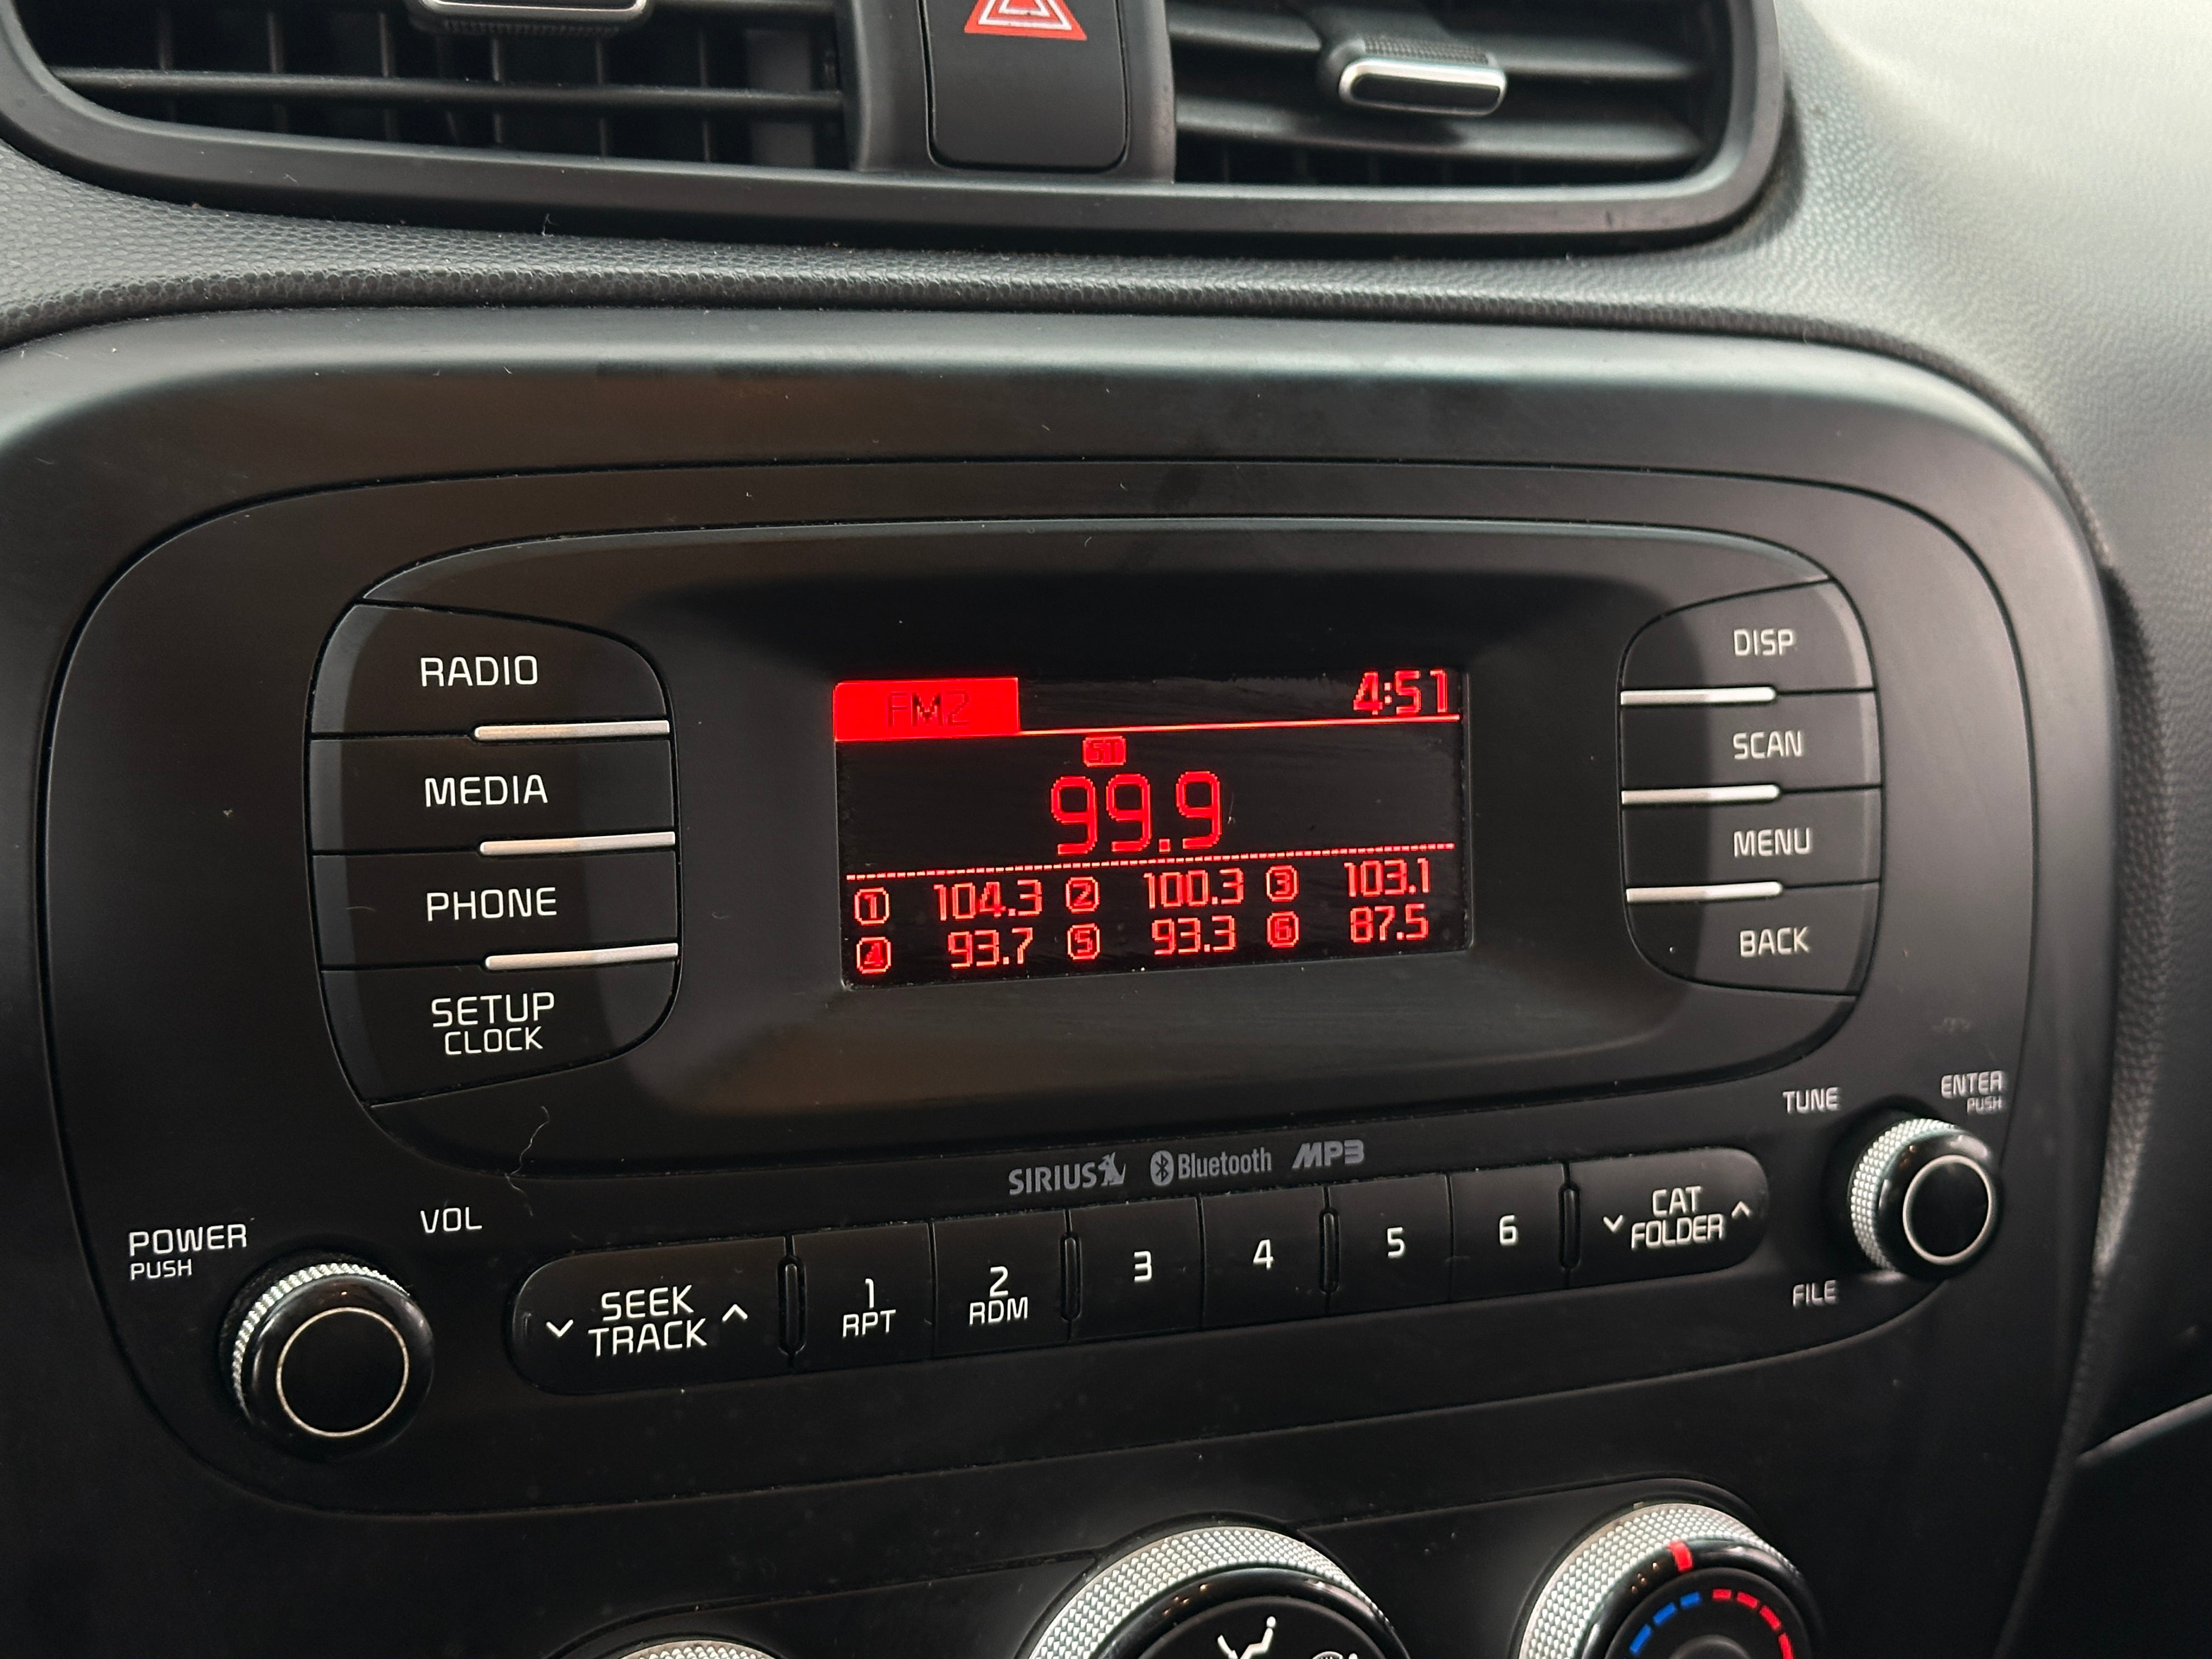 FM2 4:51
ST
99.9
1 104.3 2 100.3 3 103.1
4 93.7 5 93.3 6 87.5
RADIO
MEDIA
PHONE
SETUP
CLOCK
DISP
SCAN
MENU
BACK
TUNE
ENTER
PUSH
FILE
SIRIUS Bluetooth MP3
POWER
PUSH
VOL
SEEK
TRACK
1
RPT
2
RDM
3
4
5
6
CAT
FOLDER